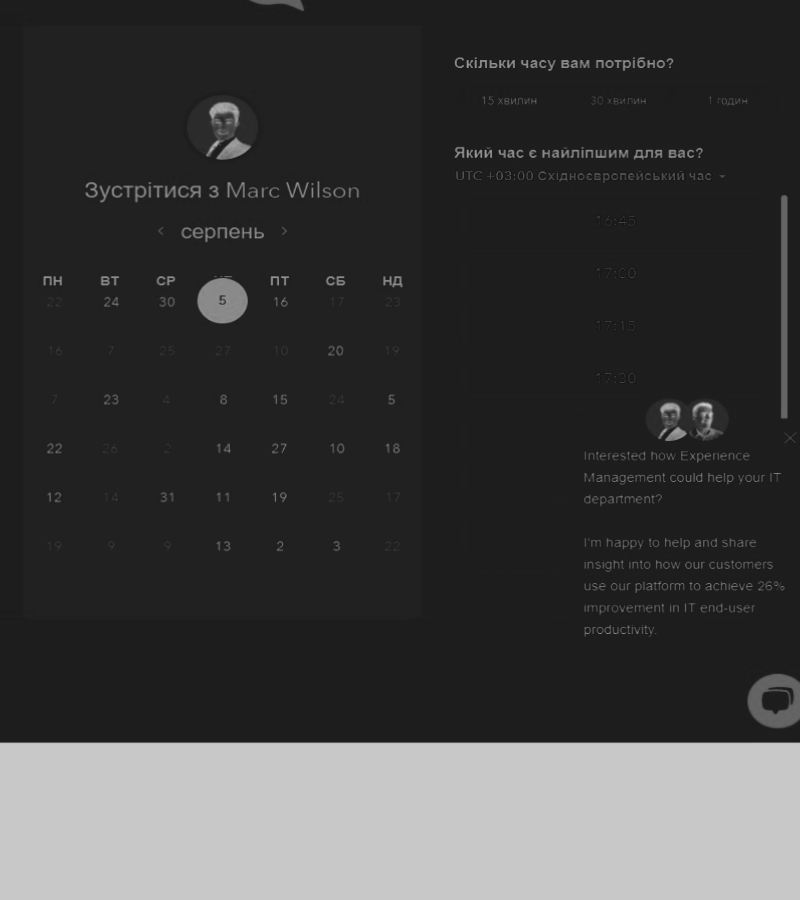 Зустрітися з Marc Wilson
серпень
ПН ВТ СР ПТ СБ НД
22 24 30 5 16 17 23
16 7 25 27 10 20 19
7 23 4 8 15 24 5
22 26 2 14 27 10 18
12 14 31 11 19 25 17
19 9 9 13 2 3 22
Скільки часу вам потрібно?
15 хвилин 30 хвилин 1 годин
Який час є найліпшим для вас?
UTC +03:00 Східноєвропейський час
16:45
17:00
17:15
17:30
Interested how Experience
Management could help your IT
department?
I'm happy to help and share
insight into how our customers
use our platform to achieve 26%
improvement in IT end-user
productivity.